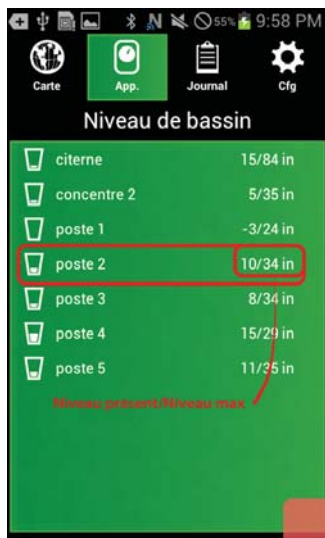 55% 9:58 PM
Carte App. Journal Cfg
Niveau de bassin
citerne 15/84 in
concentre 2 5/35 in
poste 1 -3/24 in
poste 2 10/34 in
poste 3 8/34 in
poste 4 15/29 in
poste 5 11/35 in
Niveau présent/Niveau max